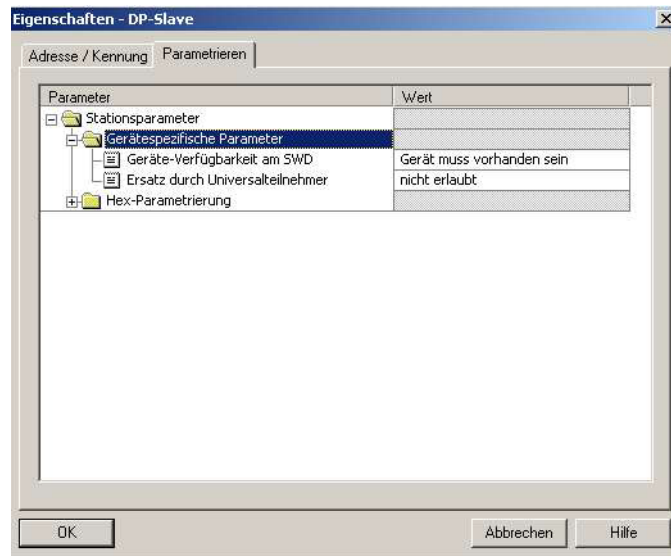 Eigenschaften - DP-Slave
Adresse / Kennung Parametrieren
Parameter Wert
Stationsparameter
Gerätespezifische Parameter
Geräte-Verfügbarkeit am SWD Gerät muss vorhanden sein
Ersatz durch Universalteilnehmer nicht erlaubt
Hex-Parametrierung
OK Abbrechen Hilfe